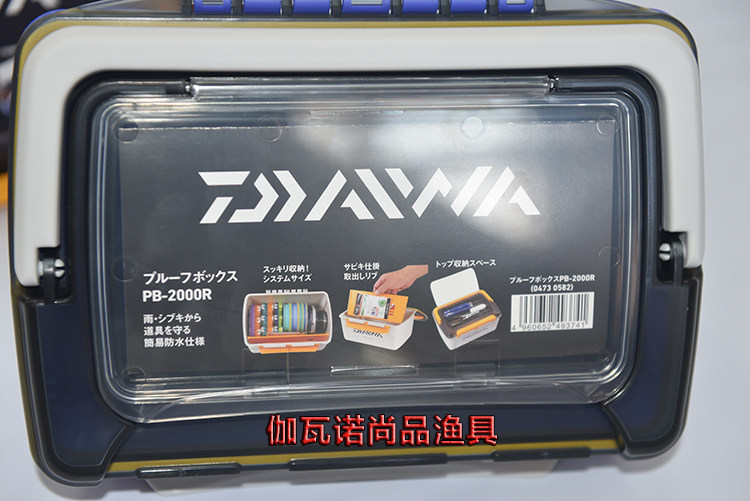 DAIWA
プルーフボックス
PB-2000R
雨・シブキから
道具を守る
簡易防水仕様
スッキリ収納!
システムサイズ
サビキ仕掛
取出しリブ
トップ収納スペース
DAIWA
プルーフボックスPB-2000R
(0473 0582)
4 960652 493741
伽瓦诺尚品渔具